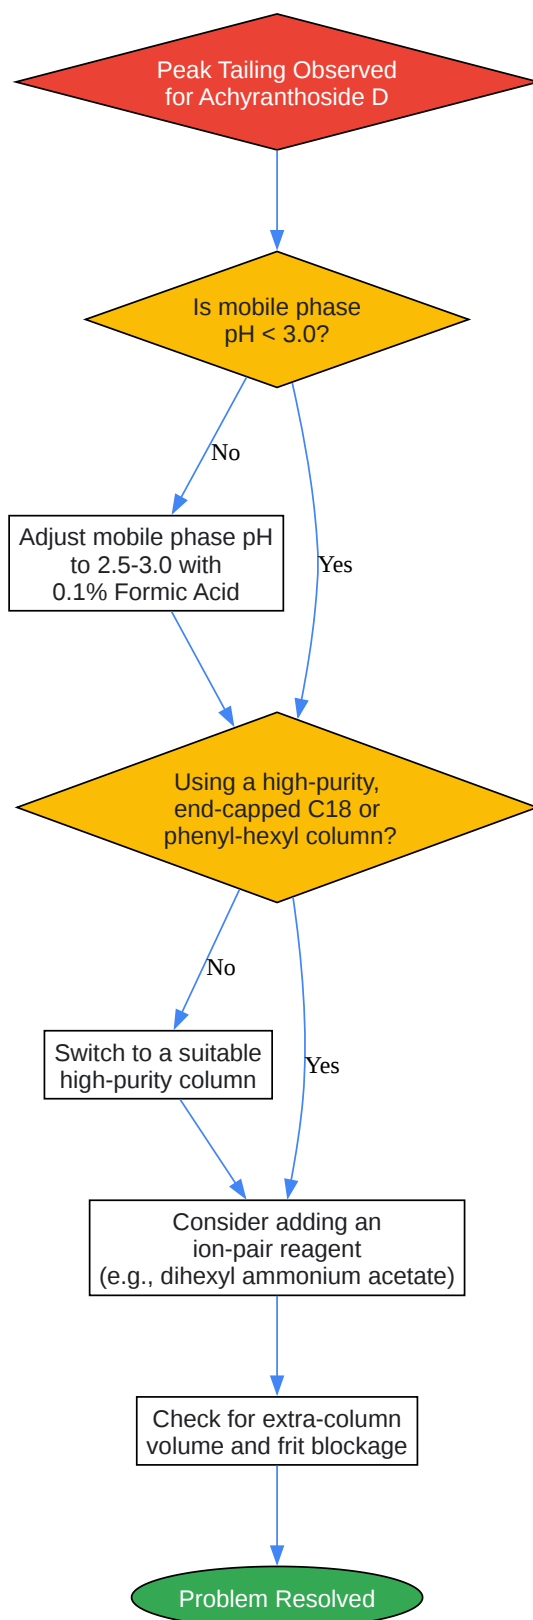 Peak Tailing Observed
for Achyranthoside D
Is mobile phase
pH < 3.0?
No
Adjust mobile phase pH
to 2.5-3.0 with
0.1% Formic Acid
Yes
Using a high-purity,
end-capped C18 or
phenyl-hexyl column?
No
Switch to a suitable
high-purity column
Yes
Consider adding an
ion-pair reagent
(e.g., dihexyl ammonium acetate)
Check for extra-column
volume and frit blockage
Problem Resolved